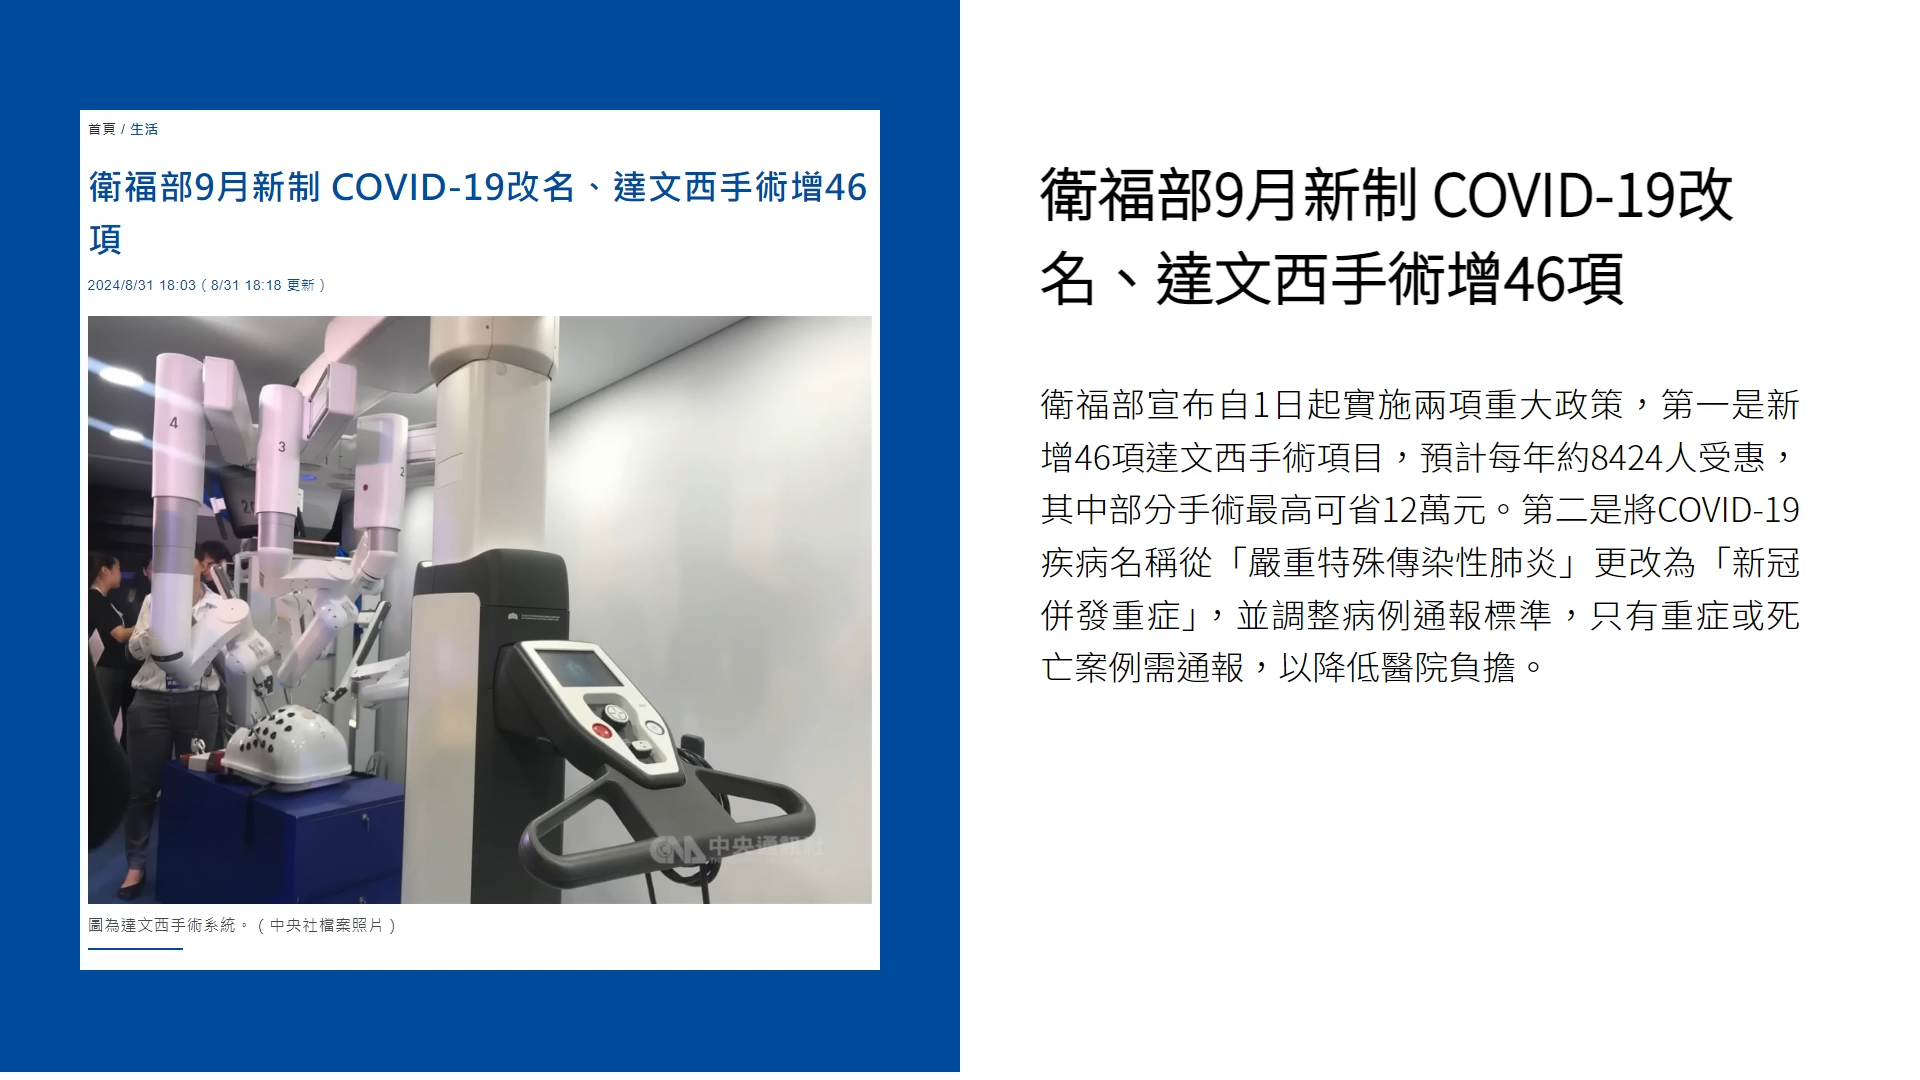 首頁 / 生活
衛福部9月新制 COVID-19改名、達文西手術增46
項
2024/8/31 18:03（8/31 18:18 更新）
4
3
2
中央通訊社
圖為達文西手術系統。（中央社檔案照片）
衛福部9月新制 COVID-19改
名、達文西手術增46項
衛福部宣布自1日起實施兩項重大政策，第一是新
增46項達文西手術項目，預計每年約8424人受惠，
其中部分手術最高可省12萬元。第二是將COVID-19
疾病名稱從「嚴重特殊傳染性肺炎」更改為「新冠
併發重症」，並調整病例通報標準，只有重症或死
亡案例需通報，以降低醫院負擔。